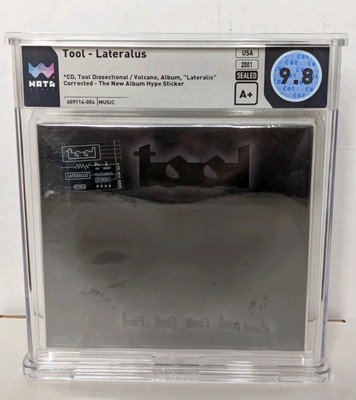 Tool - Lateralus
*CD, Tool Dissectional / Volcano, Album, "Lateralis"
Corrected - The New Album Hype Sticker
609114-004 | MUSIC
WATA
USA
2001
SEALED
A+
9.8
tool
tool
LATERALUS